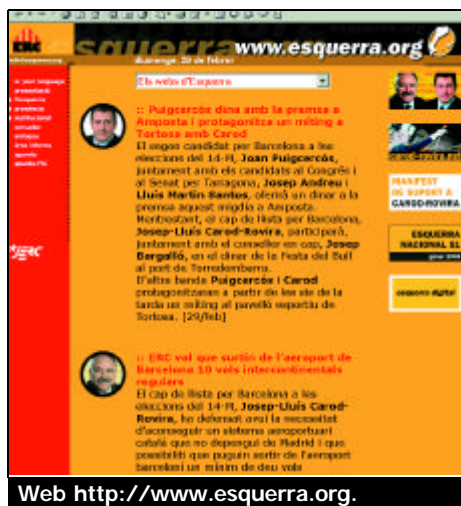 ERC
esquerra
www.esquerra.org
diumenge, 29 de febrer
in your language
Els webs d'Esquerra
:: Puigcercós dina amb la premsa a
Amposta i protagonitza un míting a
Tortosa amb Carod
El segon candidat per Barcelona a les
eleccions del 14-M, Joan Puigcercós,
juntament amb els candidats al Congrés i
al Senat per Tarragona, Josep Andreu i
Lluís Martín Santos, oferirà un dinar a la
premsa aquest migdia a Amposta.
Mentrestant, el cap de llista per Barcelona,
Josep-Lluís Carod-Rovira, participarà,
juntament amb el conseller en cap, Josep
Bargalló, en el dinar de la Festa del Bull
al port de Torredembarra.
D'altra banda Puigcercós i Carod
protagonitzaran a partir de les sis de la
tarda un míting al pavelló esportiu de
Tortosa. [29/feb]
:: ERC vol que surtin de l'aeroport de
Barcelona 10 vols intercontinentals
regulars
El cap de llista per Barcelona a les
eleccions del 14-M, Josep-Lluís Carod-
Rovira, ha defensat avui la necessitat
d'aconseguir un sistema aeroportuari
català que no depengui de Madrid i que
possibiliti que puguin sortir de l'aeroport
barceloní un mínim de deu vols
MANIFEST
DE SUPORT A
CAROD-ROVIRA
ESQUERRA
NACIONAL
esquerra digital
JERC
Web http://www.esquerra.org.